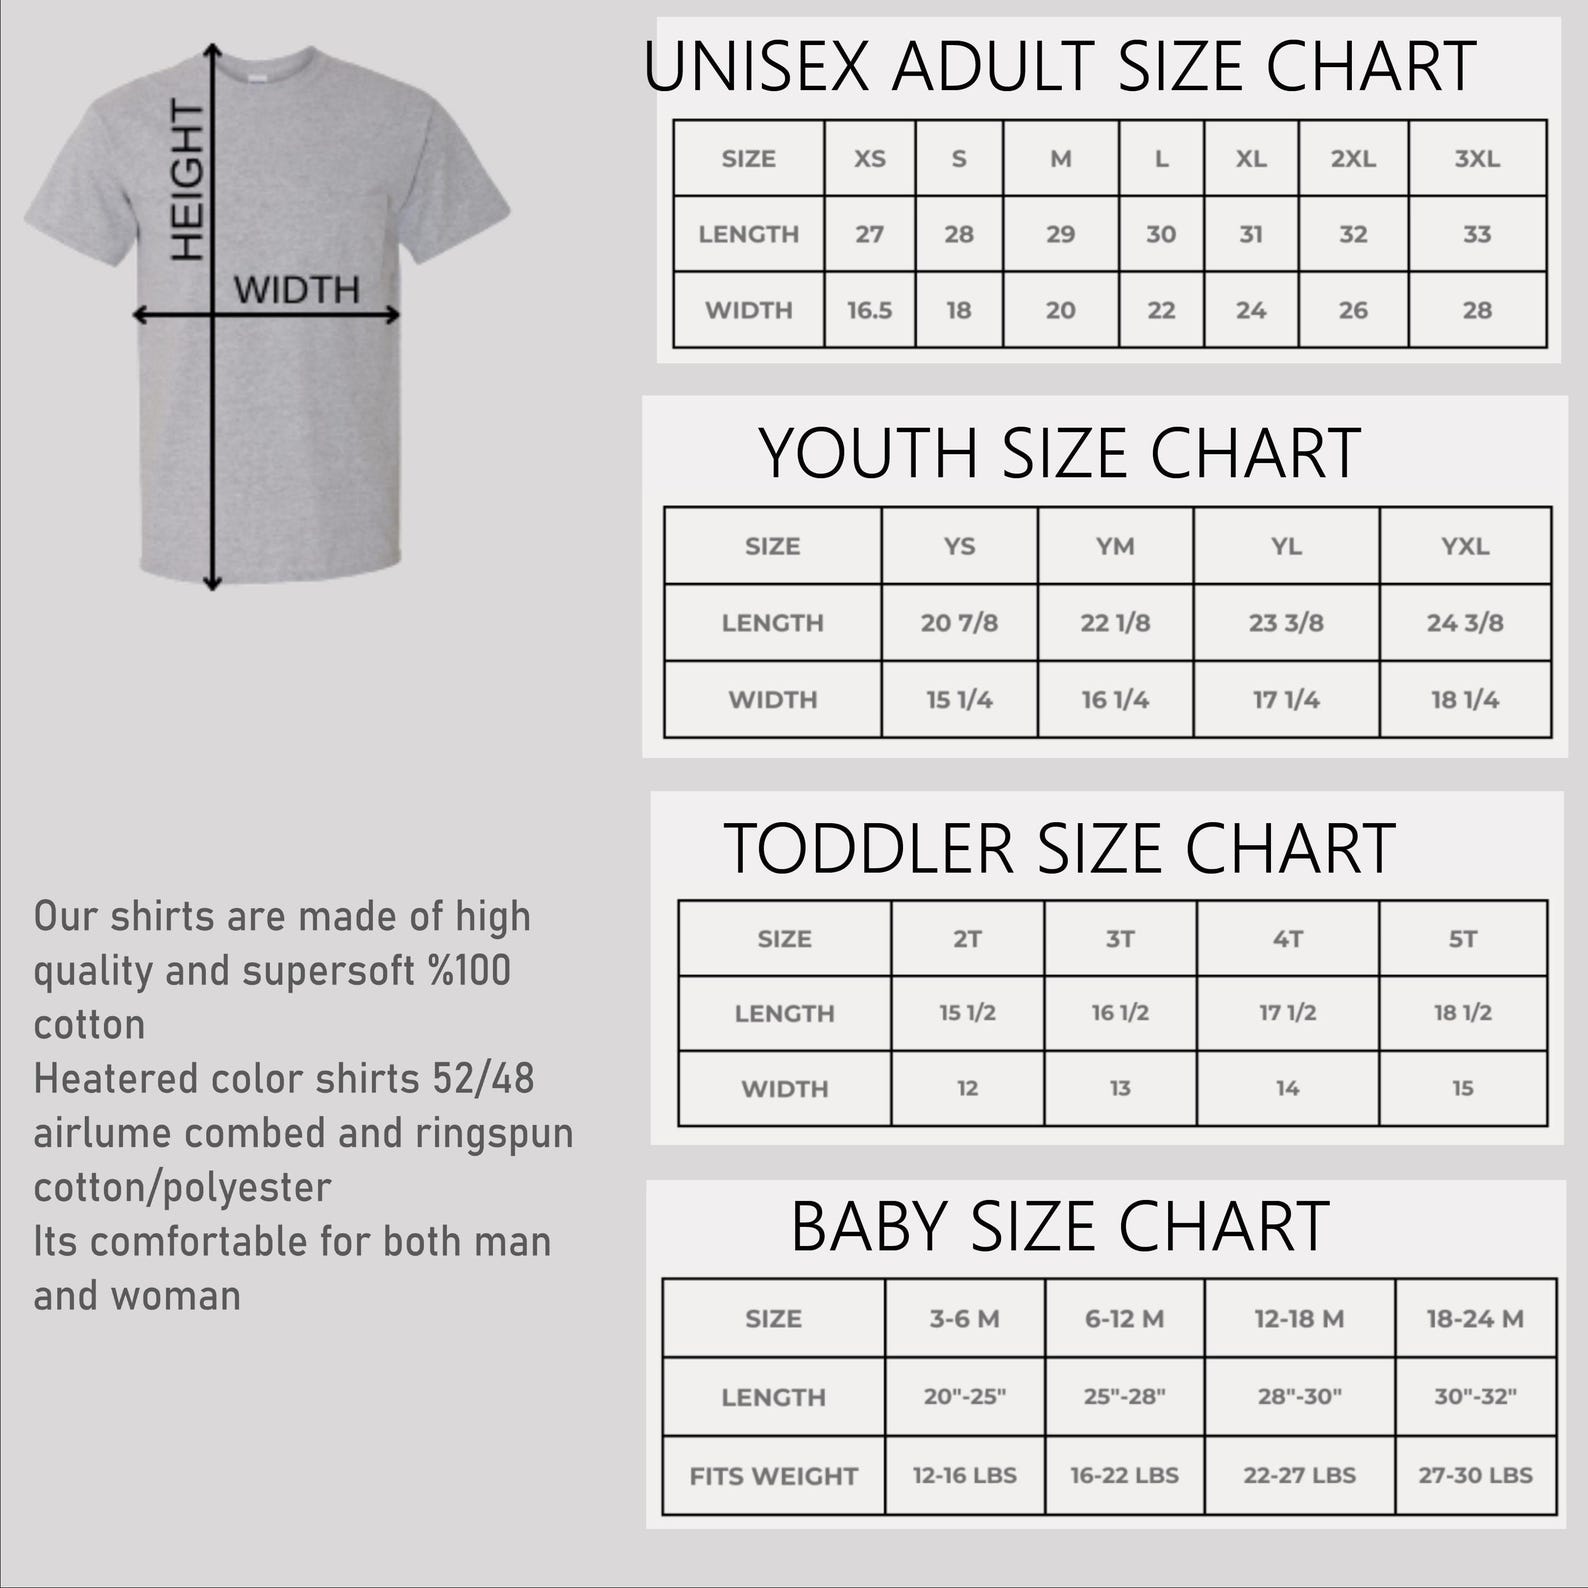 HEIGHT
WIDTH
UNISEX ADULT SIZE CHART
SIZE XS S M L XL 2XL 3XL
LENGTH 27 28 29 30 31 32 33
WIDTH 16.5 18 20 22 24 26 28
YOUTH SIZE CHART
SIZE YS YM YL YXL
LENGTH 20 7/8 22 1/8 23 3/8 24 3/8
WIDTH 15 1/4 16 1/4 17 1/4 18 1/4
TODDLER SIZE CHART
SIZE 2T 3T 4T 5T
LENGTH 15 1/2 16 1/2 17 1/2 18 1/2
WIDTH 12 13 14 15
BABY SIZE CHART
SIZE 3-6 M 6-12 M 12-18 M 18-24 M
LENGTH 20"-25" 25"-28" 28"-30" 30"-32"
FITS WEIGHT 12-16 LBS 16-22 LBS 22-27 LBS 27-30 LBS
Our shirts are made of high
quality and supersoft %100
cotton
Heatered color shirts 52/48
airlume combed and ringspun
cotton/polyester
Its comfortable for both man
and woman